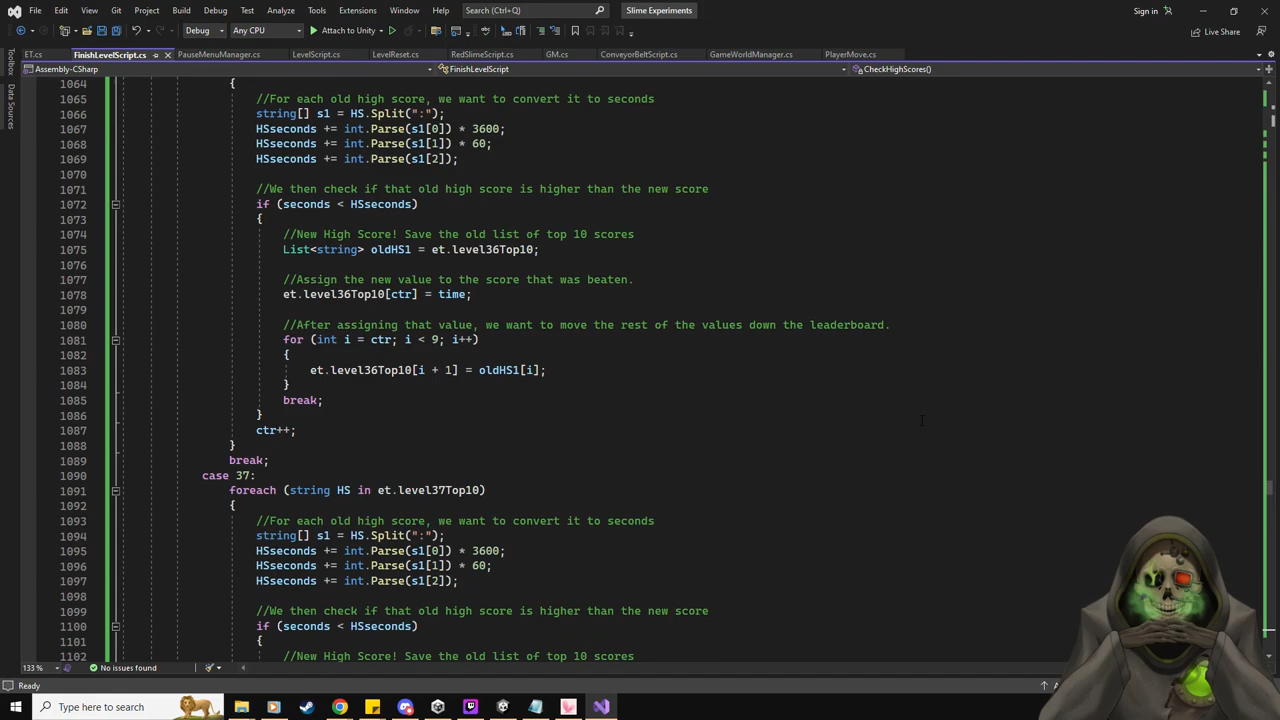 File Edit View Git Project Build Debug Test Analyze Tools Extensions Window Help Search (Ctrl+Q) Slime Experiments Sign in
Debug Any CPU Attach to Unity Live Share
ET.cs FinishLevelScript.cs PauseMenuManager.cs LevelScript.cs LevelReset.cs RedSlimeScript.cs GM.cs ConveyorBeltScript.cs GameWorldManager.cs PlayerMove.cs
Assembly-CSharp FinishLevelScript CheckHighScores()
Toolbox
Data Sources
1064 {
1065 //For each old high score, we want to convert it to seconds
1066 string[] s1 = HS.Split(":");
1067 HSseconds += int.Parse(s1[0]) * 3600;
1068 HSseconds += int.Parse(s1[1]) * 60;
1069 HSseconds += int.Parse(s1[2]);
1070
1071 //We then check if that old high score is higher than the new score
1072 if (seconds < HSseconds)
1073 {
1074 //New High Score! Save the old list of top 10 scores
1075 List<string> oldHS1 = et.level36Top10;
1076
1077 //Assign the new value to the score that was beaten.
1078 et.level36Top10[ctr] = time;
1079
1080 //After assigning that value, we want to move the rest of the values down the leaderboard.
1081 for (int i = ctr; i < 9; i++)
1082 {
1083 et.level36Top10[i + 1] = oldHS1[i];
1084 }
1085 break;
1086 }
1087 ctr++;
1088 }
1089 break;
1090 case 37:
1091 foreach (string HS in et.level37Top10)
1092 {
1093 //For each old high score, we want to convert it to seconds
1094 string[] s1 = HS.Split(":");
1095 HSseconds += int.Parse(s1[0]) * 3600;
1096 HSseconds += int.Parse(s1[1]) * 60;
1097 HSseconds += int.Parse(s1[2]);
1098
1099 //We then check if that old high score is higher than the new score
1100 if (seconds < HSseconds)
1101 {
1102 //New High Score! Save the old list of top 10 scores
133 % No issues found
Ready
Type here to search